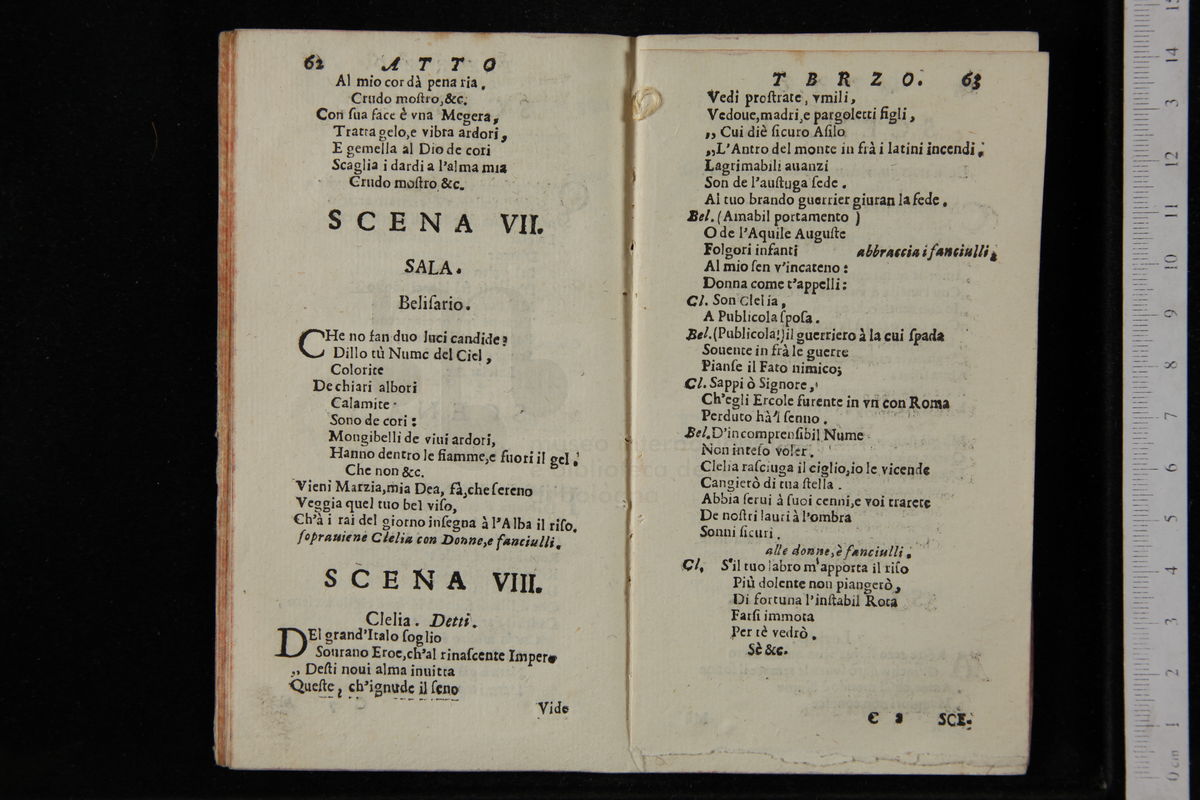 62 ATTO
Al mio cor dà pena ria.
Crudo moſtro,&c.
Con ſua face è vna Megera,
Tratta gelo,e vibra ardori,
E gemella al Dio de cori
Scaglia i dardi a l'alma mia
Crudo moſtro &c.
SCENA VII.
SALA.
Beliſario.
CHe no fan duo luci candide?
Dillo tù Nume del Ciel,
Colorite
De chiari albori
Calamite
Sono de cori:
Mongibelli de viui ardori,
Hanno dentro le fiamme,e fuori il gel.
Che non &c.
Vieni Marzia,mia Dea, fà,che ſereno
Veggia quel tuo bel viſo,
Ch'à i rai del giorno inſegna à l'Alba il riſo.
ſoprauiene Clelia con Donne,e fanciulli.
SCENA VIII.
Clelia. Detti.
DEl grand'Italo ſoglio
Sourano Eroe,ch'al rinaſcente Impero
,, Deſti noui alma inuitta
Queſte, ch'ignude il ſeno
Vide
TBRZO. 63
Vedi proſtrate, vmili,
Vedoue,madri,e pargoletti figli,
,, Cui diè ſicuro Aſilo
,,L'Antro del monte in frà i latini incendi,
Lagrimabili auanzi
Son de l'auſtuga ſede.
Al tuo brando guerrier giuran la fede.
Bel. (Amabil portamento )
O de l'Aquile Auguſte
Folgori infanti abbraccia i fanciulli,
Al mio ſen v'incateno:
Donna come t'appelli:
Cl. Son Clelia,
A Publicola ſpoſa.
Bel.(Publicola!)il guerriero à la cui ſpada
Souente in frà le guerre
Pianſe il Fato nimico;
Cl. Sappi ò Signore,
Ch'egli Ercole furente in vn con Roma
Perduto hà'l ſenno.
Bel.D'incomprenſibil Nume
Non inteſo voler.
Clelia raſciuga il ciglio,io le vicende
Cangierò di tua ſtella.
Abbia ſerui à ſuoi cenni,e voi trarete
De noſtri lauri à l'ombra
Sonni ſicuri.
alle donne,è fanciulli.
Cl. S'il tuo labro m'apporta il riſo
Più dolente non piangerò,
Di fortuna l'inſtabil Rota
Farſi immota
Per tè vedrò.
Sè &c.
C 2 SCE.